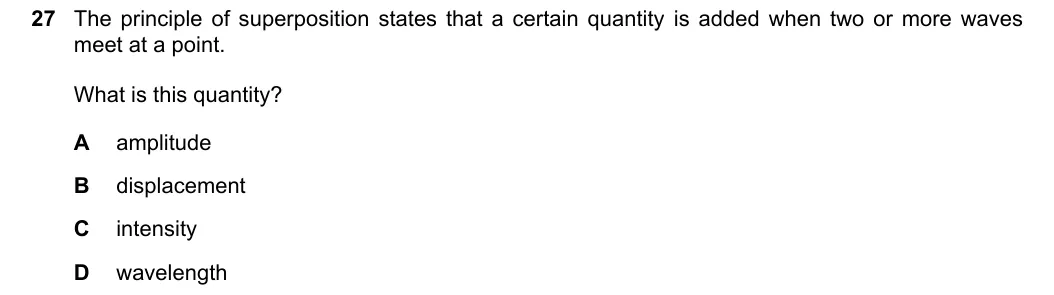 27 The principle of superposition states that a certain quantity is added when two or more waves
meet at a point.
What is this quantity?
A amplitude
B displacement
C intensity
D wavelength